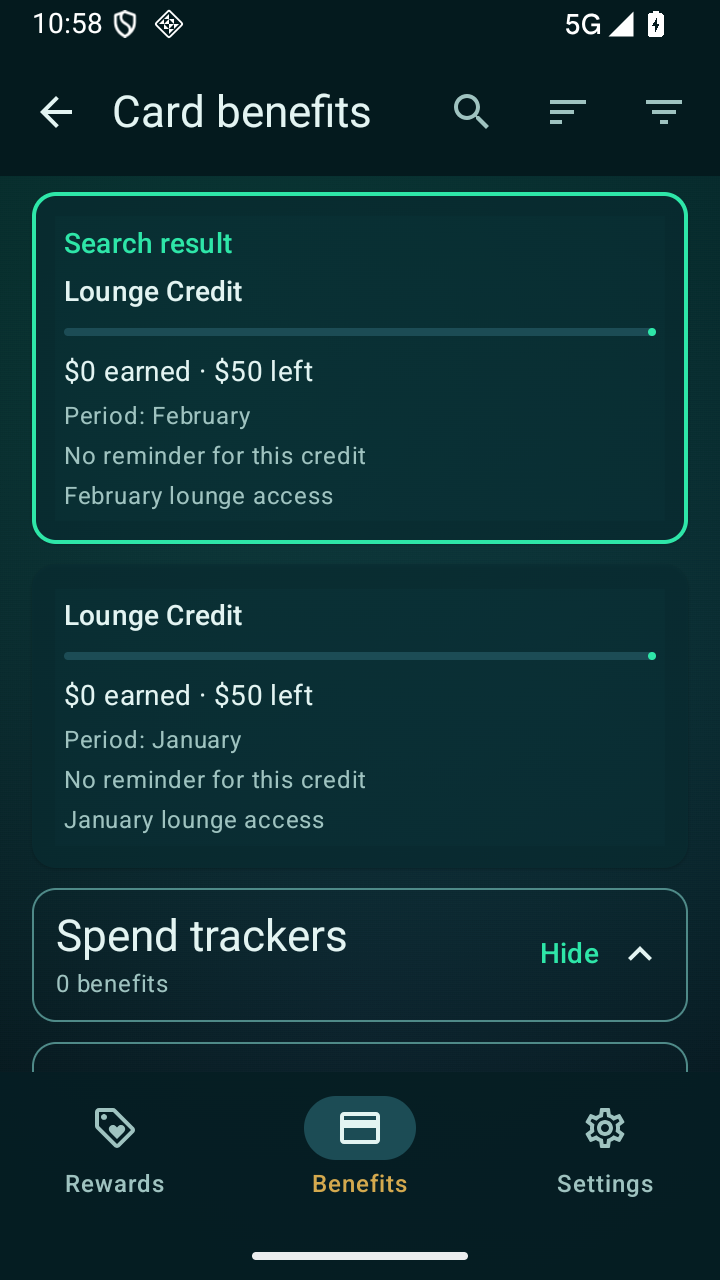 10:58
5G
Card benefits
Search result
Lounge Credit
$0 earned · $50 left
Period: February
No reminder for this credit
February lounge access
Lounge Credit
$0 earned · $50 left
Period: January
No reminder for this credit
January lounge access
Spend trackers
0 benefits
Hide
Rewards
Benefits
Settings